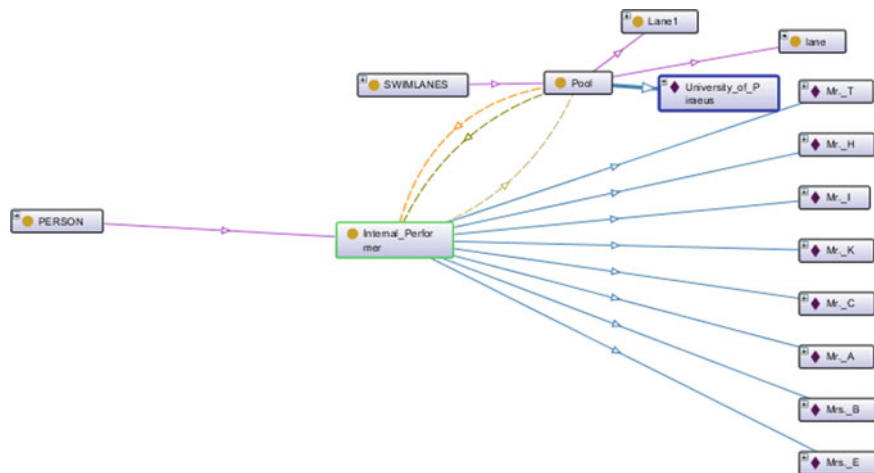 Lane1
lane
SWIMLANES
Pool
University_of_P
iraeus
Mr._T
Mr._H
Mr._I
PERSON
Internal_Perfor
mer
Mr._K
Mr._C
Mr._A
Mrs._B
Mrs._E